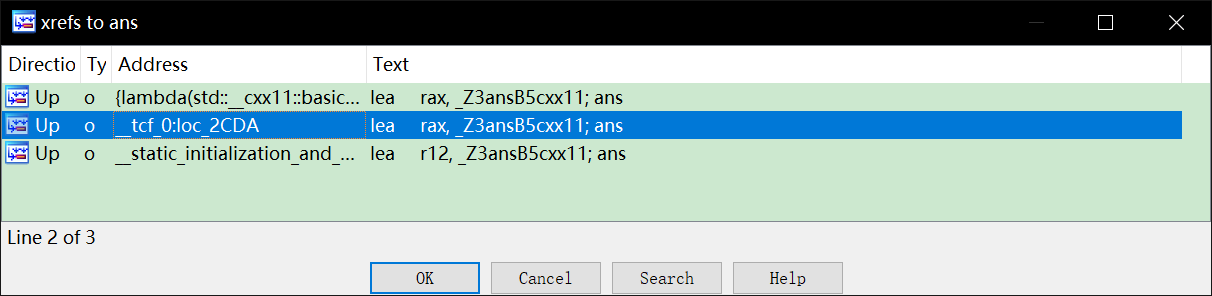 xrefs to ans
Directio Ty Address Text
Up o {lambda(std::__cxx11::basic... lea rax, _Z3ansB5cxx11; ans
Up o __tcf_0:loc_2CDA lea rax, _Z3ansB5cxx11; ans
Up o __static_initialization_and_... lea r12, _Z3ansB5cxx11; ans
Line 2 of 3
OK Cancel Search Help